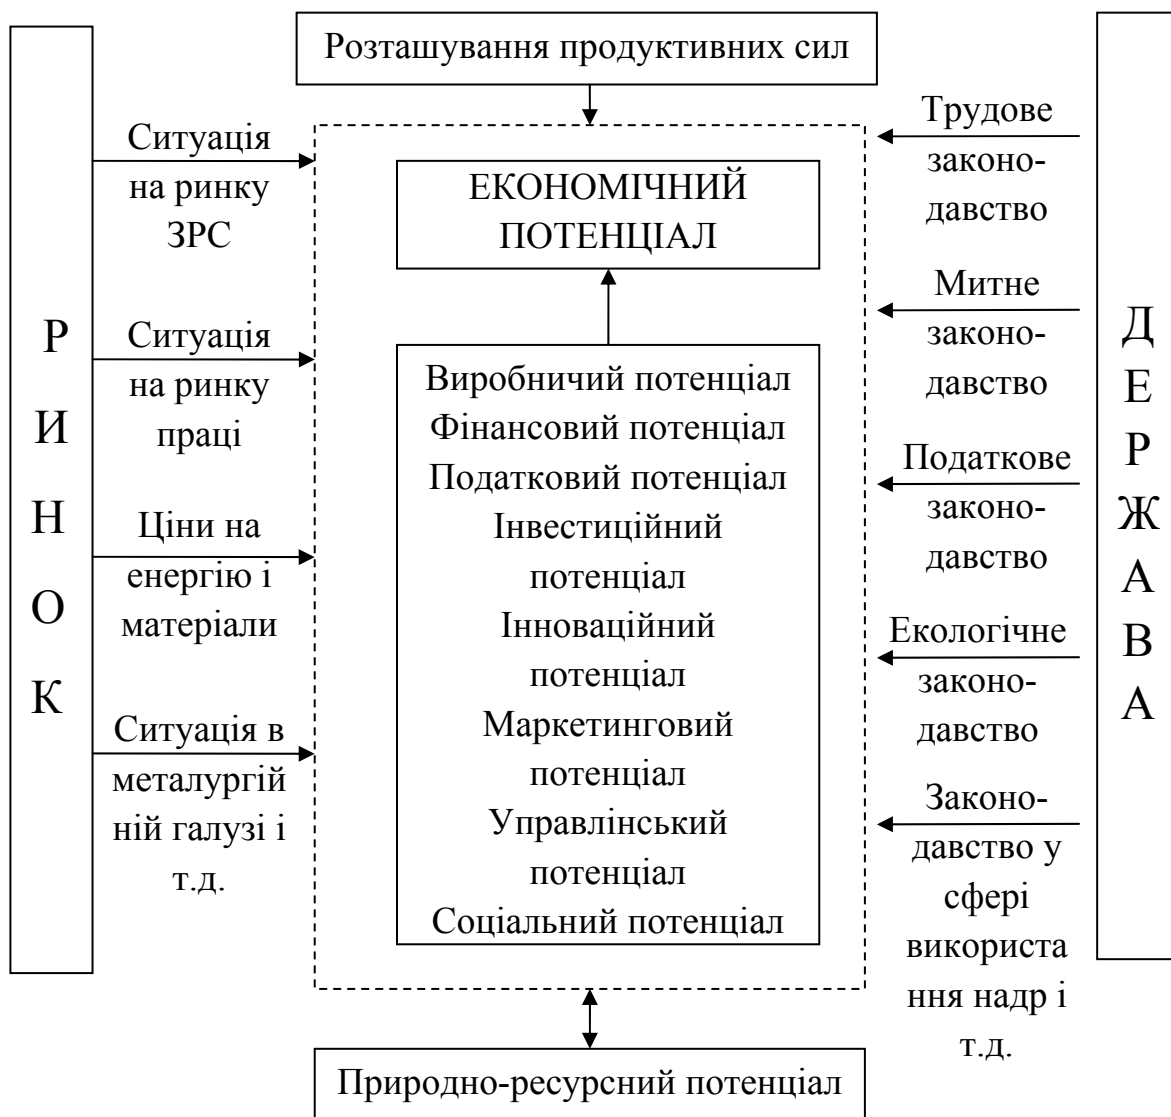 Розташування продуктивних сил
РИНОК
Ситуація
на ринку
ЗРС
Ситуація
на ринку
праці
Ціни на
енергію і
матеріали
Ситуація в
металургій
ній галузі і
т.д.
ЕКОНОМІЧНИЙ
ПОТЕНЦІАЛ
Виробничий потенціал
Фінансовий потенціал
Податковий потенціал
Інвестиційний
потенціал
Інноваційний
потенціал
Маркетинговий
потенціал
Управлінський
потенціал
Соціальний потенціал
Трудове
законо-
давство
Митне
законо-
давство
Податкове
законо-
давство
Екологічне
законо-
давство
Законо-
давство у
сфері
використа
ння надр і
т.д.
ДЕРЖАВА
Природно-ресурсний потенціал